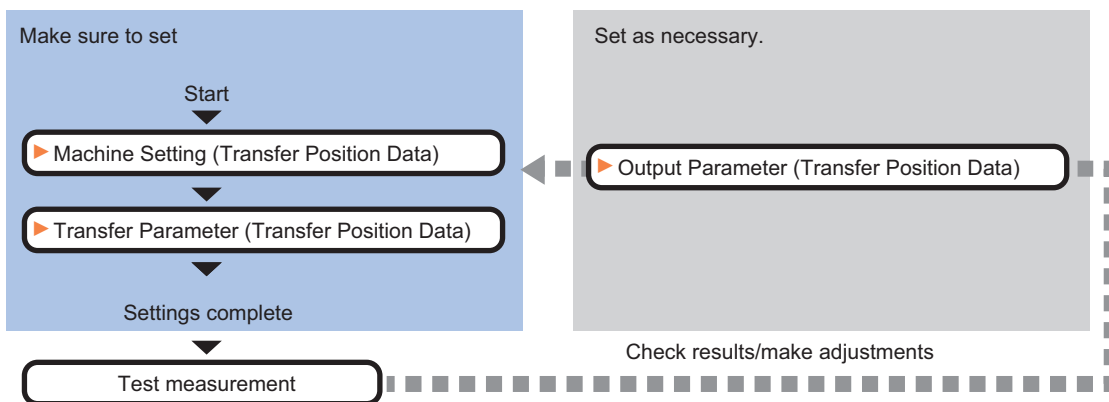 Make sure to set
Start
Machine Setting (Transfer Position Data)
Transfer Parameter (Transfer Position Data)
Settings complete
Test measurement
Set as necessary.
Output Parameter (Transfer Position Data)
Check results/make adjustments